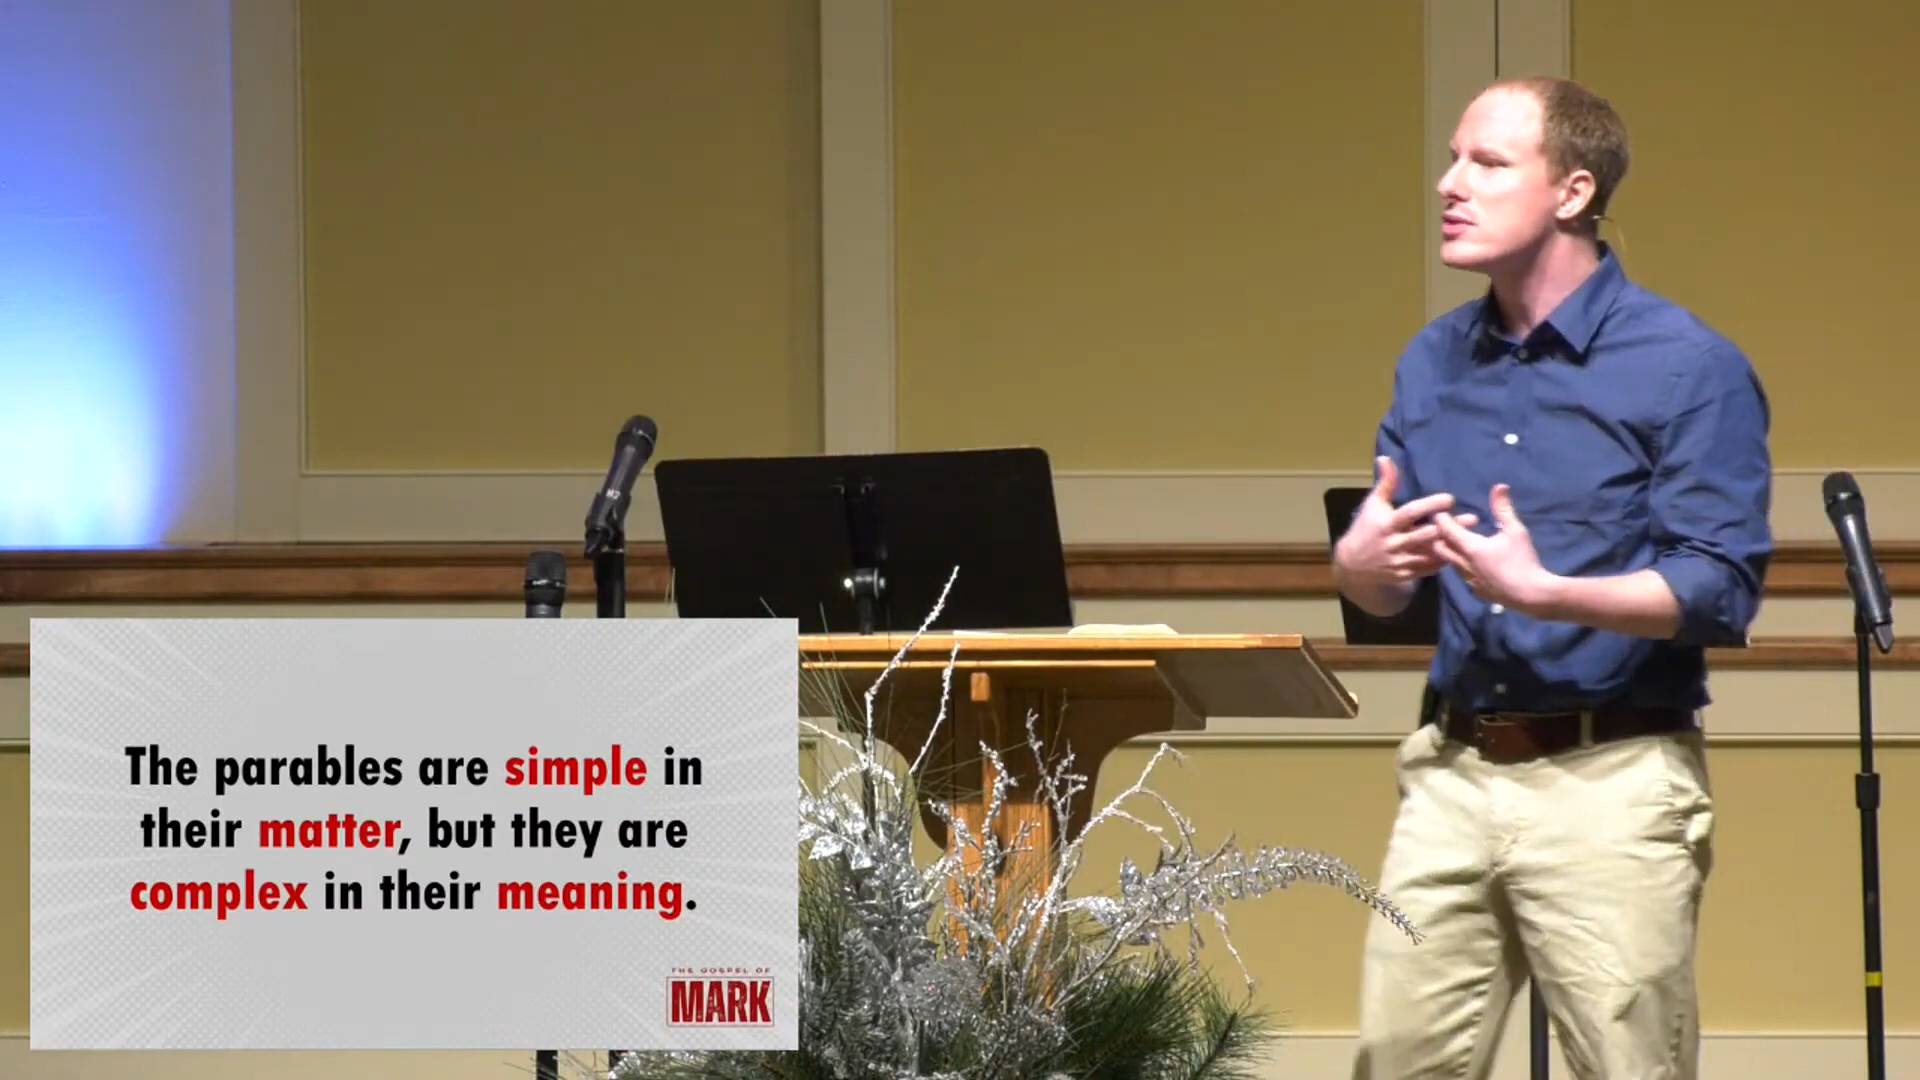 The parables are simple in
their matter, but they are
complex in their meaning.
THE GOSPEL OF
MARK